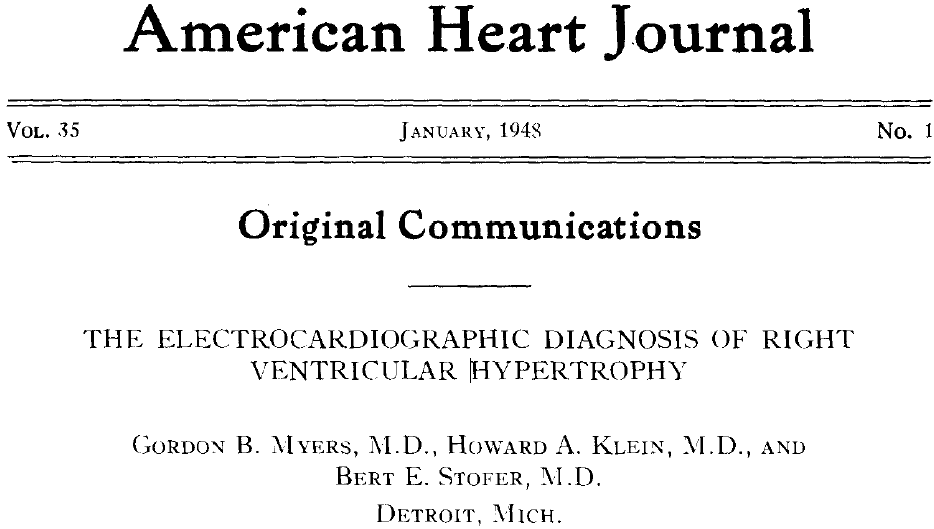 American Heart Journal
VOL. 35 JANUARY, 1948 No. 1
Original Communications
THE ELECTROCARDIOGRAPHIC DIAGNOSIS OF RIGHT
VENTRICULAR HYPERTROPHY
GORDON B. MYERS, M.D., HOWARD A. KLEIN, M.D., AND
BERT E. STOFER, M.D.
DETROIT, MICH.